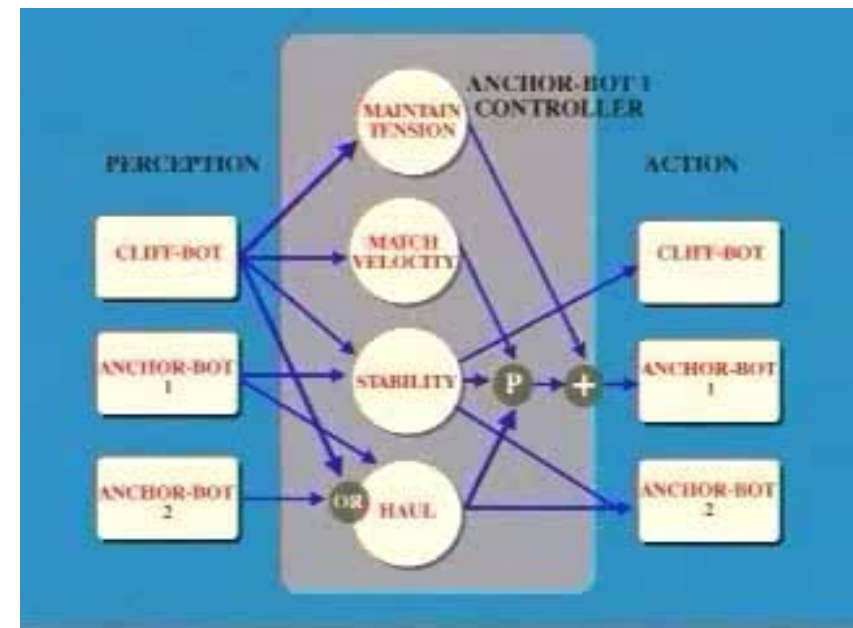 ANCHOR-BOT 1
CONTROLLER
PERCEPTION
ACTION
MAINTAIN
TENSION
CLIFF-BOT
MATCH
VELOCITY
CLIFF-BOT
ANCHOR-BOT
1
STABILITY
P
+
ANCHOR-BOT
1
ANCHOR-BOT
2
OR
HAUL
ANCHOR-BOT
2